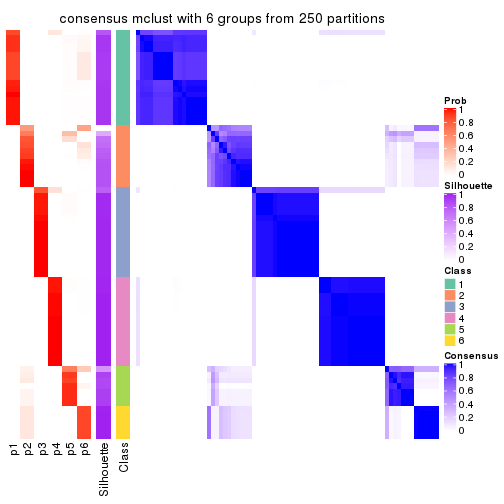 consensus mclust with 6 groups from 250 partitions
Prob
1
0.8
0.6
0.4
0.2
0
Silhouette
1
0.8
0.6
0.4
0.2
0
Class
1
2
3
4
5
6
Consensus
1
0.8
0.6
0.4
0.2
0
p1
p2
p3
p4
p5
p6
Silhouette
Class